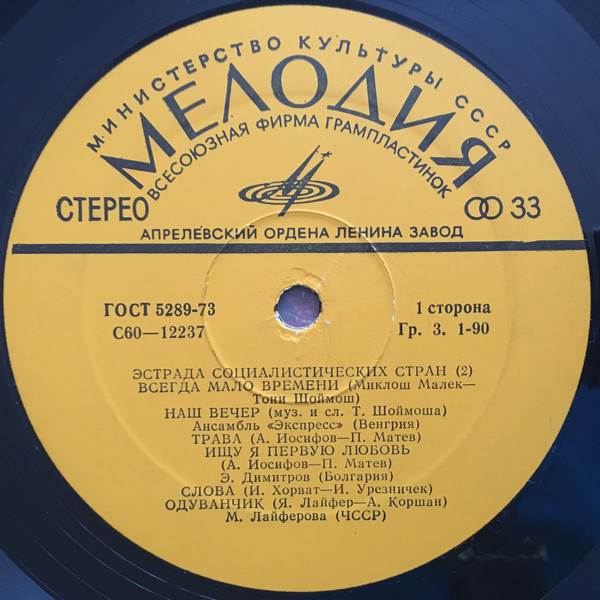 МИНИСТЕРСТВО КУЛЬТУРЫ СССР
МЕЛОДИЯ
ВСЕСОЮЗНАЯ ФИРМА ГРАМПЛАСТИНОК
СТЕРЕО
33
АПРЕЛЕВСКИЙ ОРДЕНА ЛЕНИНА ЗАВОД
ГОСТ 5289-73
С60—12237
1 сторона
Гр. 3. 1-90
ЭСТРАДА СОЦИАЛИСТИЧЕСКИХ СТРАН (2)
ВСЕГДА МАЛО ВРЕМЕНИ (Миклош Малек—
Тони Шоймош)
НАШ ВЕЧЕР (муз. и сл. Т. Шоймоша)
Ансамбль «Экспресс» (Венгрия)
ТРАВА (А. Иосифов—П. Матев)
ИЩУ Я ПЕРВУЮ ЛЮБОВЬ
(А. Иосифов—П. Матев)
Э. Димитров (Болгария)
СЛОВА (И. Хорват—И. Урезничек)
ОДУВАНЧИК (Я. Лайфер—А. Коршан)
М. Лайферова (ЧССР)